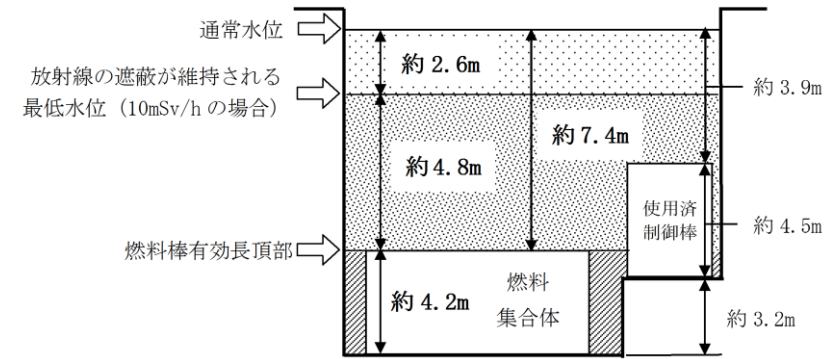 通常水位
約2.6m
放射線の遮蔽が維持される
最低水位（10mSv/hの場合）
約3.9m
約7.4m
約4.8m
使用済
制御棒
約4.5m
燃料棒有効長頂部
約4.2m
燃料
集合体
約3.2m